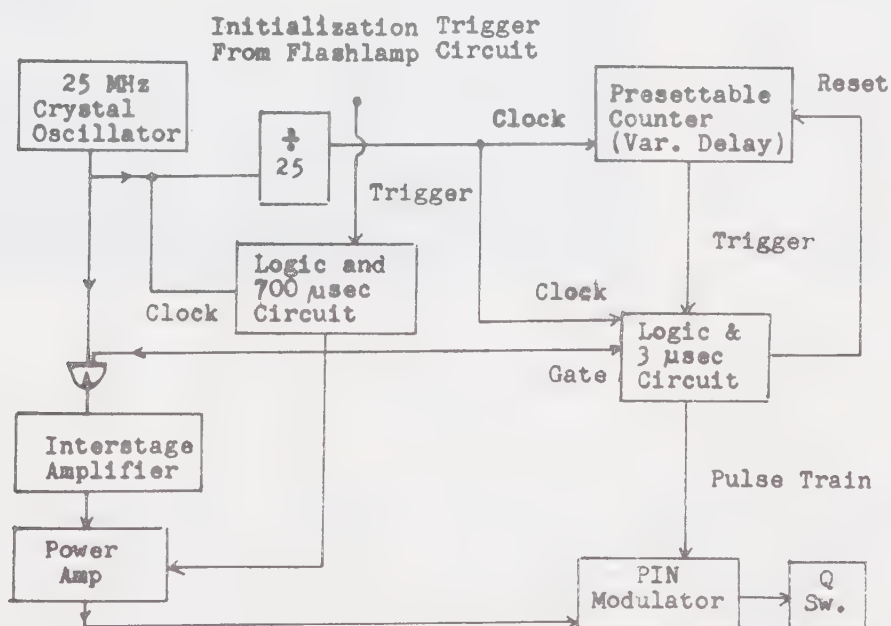 Initialization Trigger
From Flashlamp Circuit
25 MHz
Crystal
Oscillator
÷
25
Clock
Presettable
Counter
(Var. Delay)
Reset
Trigger
Trigger
Logic and
700 µsec
Circuit
Clock
Clock
Logic &
3 µsec
Circuit
Gate
A
Interstage
Amplifier
Pulse Train
Power
Amp
PIN
Modulator
Q
Sw.